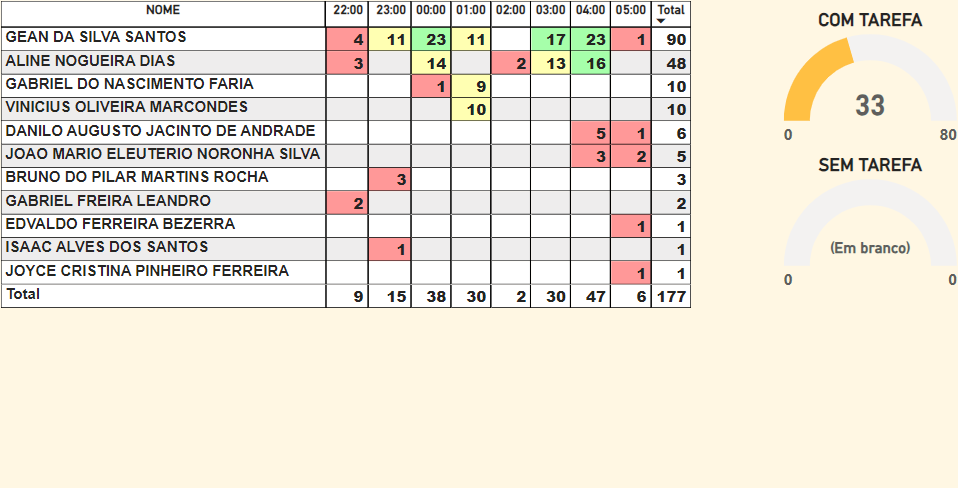 NOME 22:00 23:00 00:00 01:00 02:00 03:00 04:00 05:00 Total
GEAN DA SILVA SANTOS 4 11 23 11 17 23 1 90
ALINE NOGUEIRA DIAS 3 14 2 13 16 48
GABRIEL DO NASCIMENTO FARIA 1 9 10
VINICIUS OLIVEIRA MARCONDES 10 10
DANILO AUGUSTO JACINTO DE ANDRADE 5 1 6
JOAO MARIO ELEUTERIO NORONHA SILVA 3 2 5
BRUNO DO PILAR MARTINS ROCHA 3 3
GABRIEL FREIRA LEANDRO 2 2
EDVALDO FERREIRA BEZERRA 1 1
ISAAC ALVES DOS SANTOS 1 1
JOYCE CRISTINA PINHEIRO FERREIRA 1 1
Total 9 15 38 30 2 30 47 6 177
COM TAREFA
33
0 80
SEM TAREFA
(Em branco)
0 0